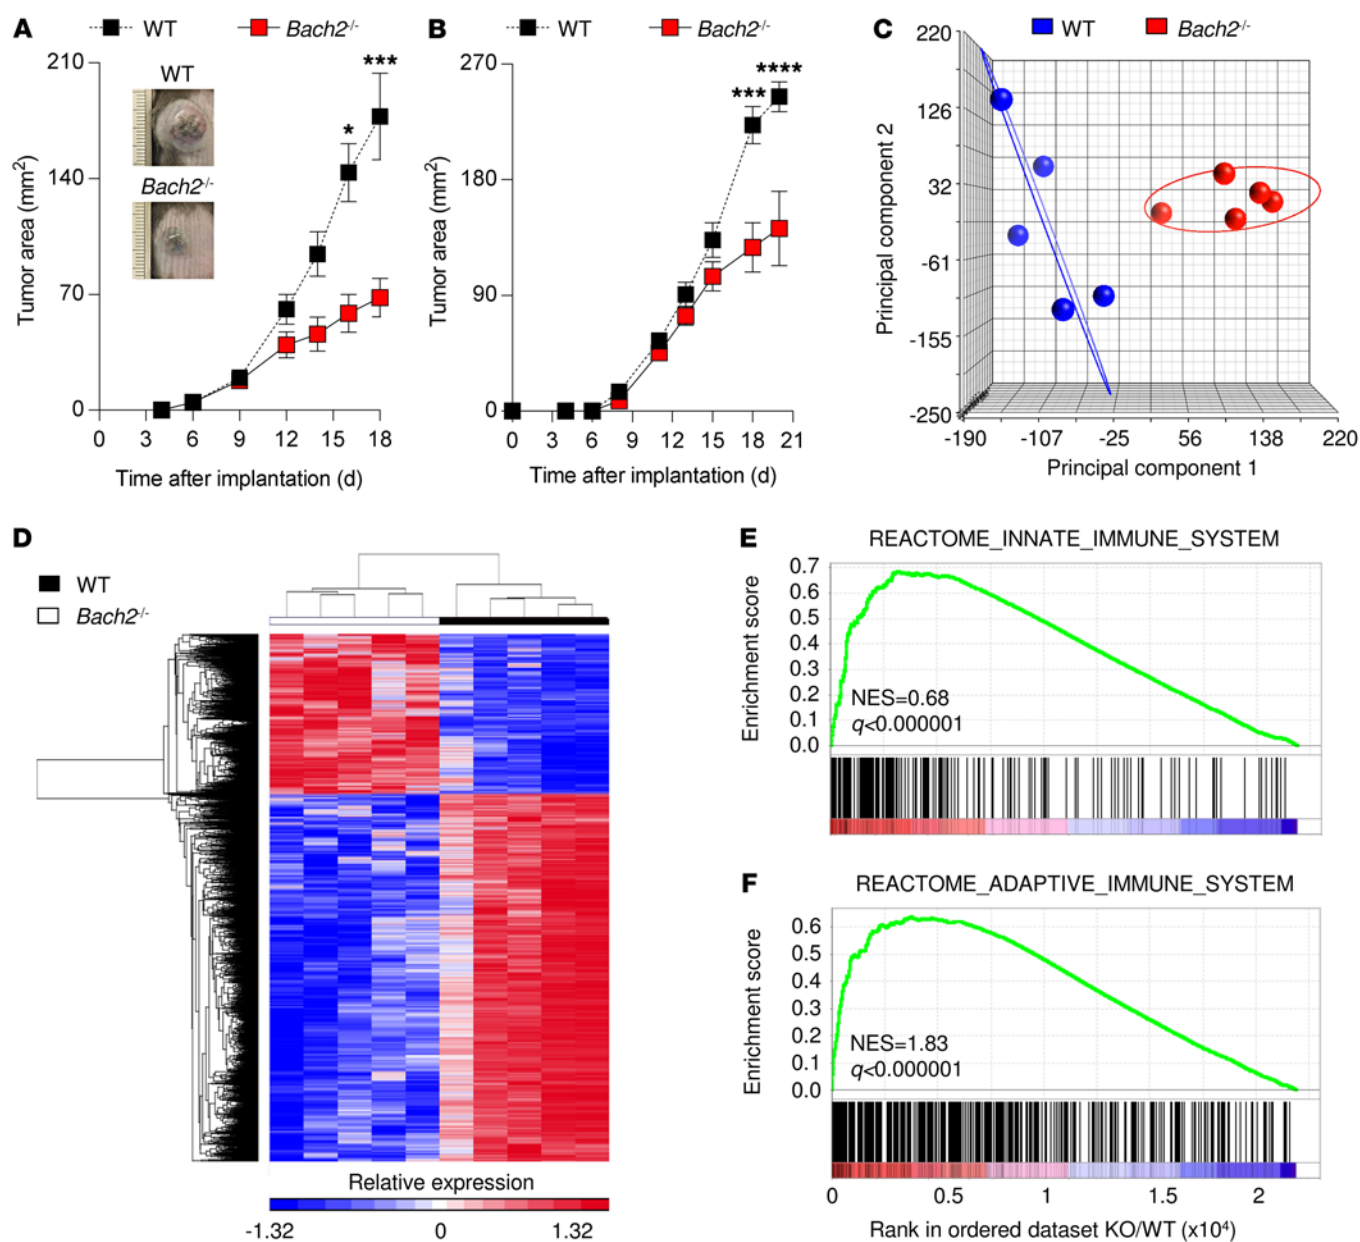 A
WT
Bach2-/-
210
140
70
0
Tumor area (mm2)
WT
Bach2-/-
*
***
0 3 6 9 12 15 18
Time after implantation (d)
B
WT
Bach2-/-
270
180
90
0
Tumor area (mm2)
***
****
0 3 6 9 12 15 18 21
Time after implantation (d)
C
WT
Bach2-/-
220
126
32
-61
-155
-250
Principal component 2
-190 -107 -25 56 138 220
Principal component 1
D
WT
Bach2-/-
Relative expression
-1.32 0 1.32
E
REACTOME_INNATE_IMMUNE_SYSTEM
Enrichment score
0.7
0.6
0.5
0.4
0.3
0.2
0.1
0.0
NES=0.68
q<0.000001
F
REACTOME_ADAPTIVE_IMMUNE_SYSTEM
Enrichment score
0.6
0.5
0.4
0.3
0.2
0.1
0.0
NES=1.83
q<0.000001
0 0.5 1 1.5 2
Rank in ordered dataset KO/WT (x10⁴)